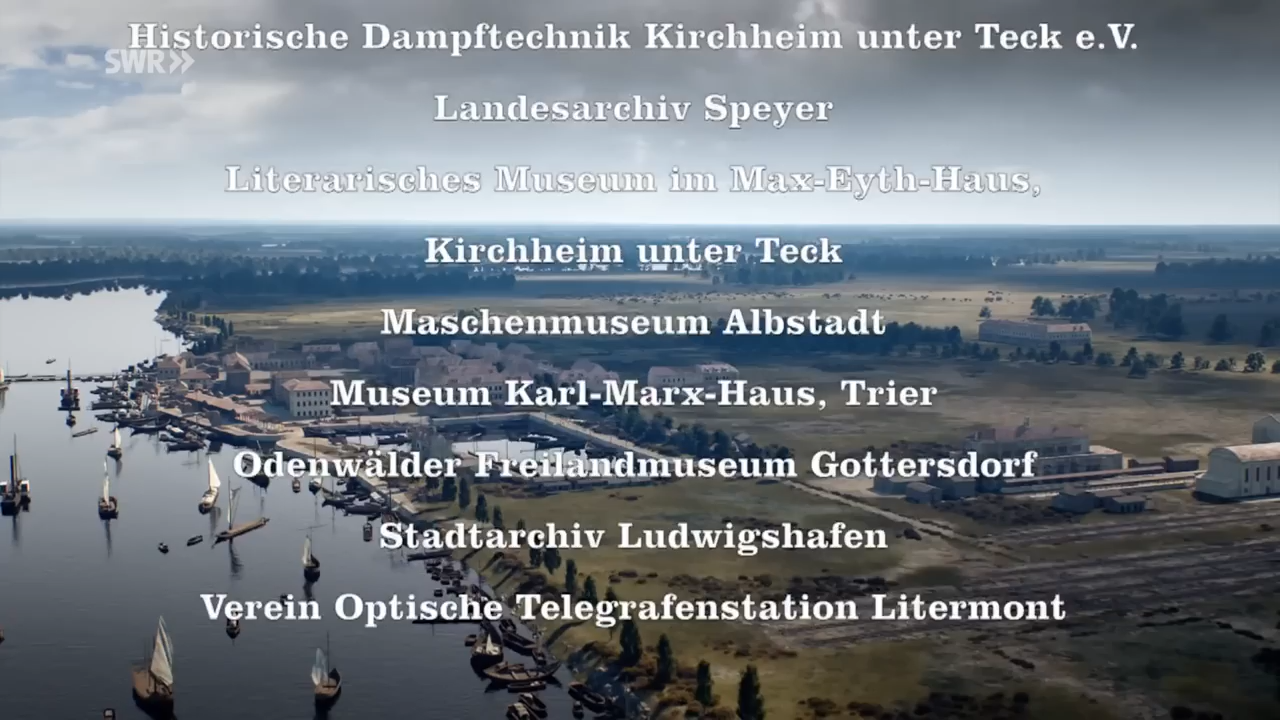 Historische Dampftechnik Kirchheim unter Teck e.V.
SWR»
Landesarchiv Speyer
Literarisches Museum im Max-Eyth-Haus,
Kirchheim unter Teck
Maschenmuseum Albstadt
Museum Karl-Marx-Haus, Trier
Odenwälder Freilandmuseum Gottersdorf
Stadtarchiv Ludwigshafen
Verein Optische Telegrafenstation Litermont